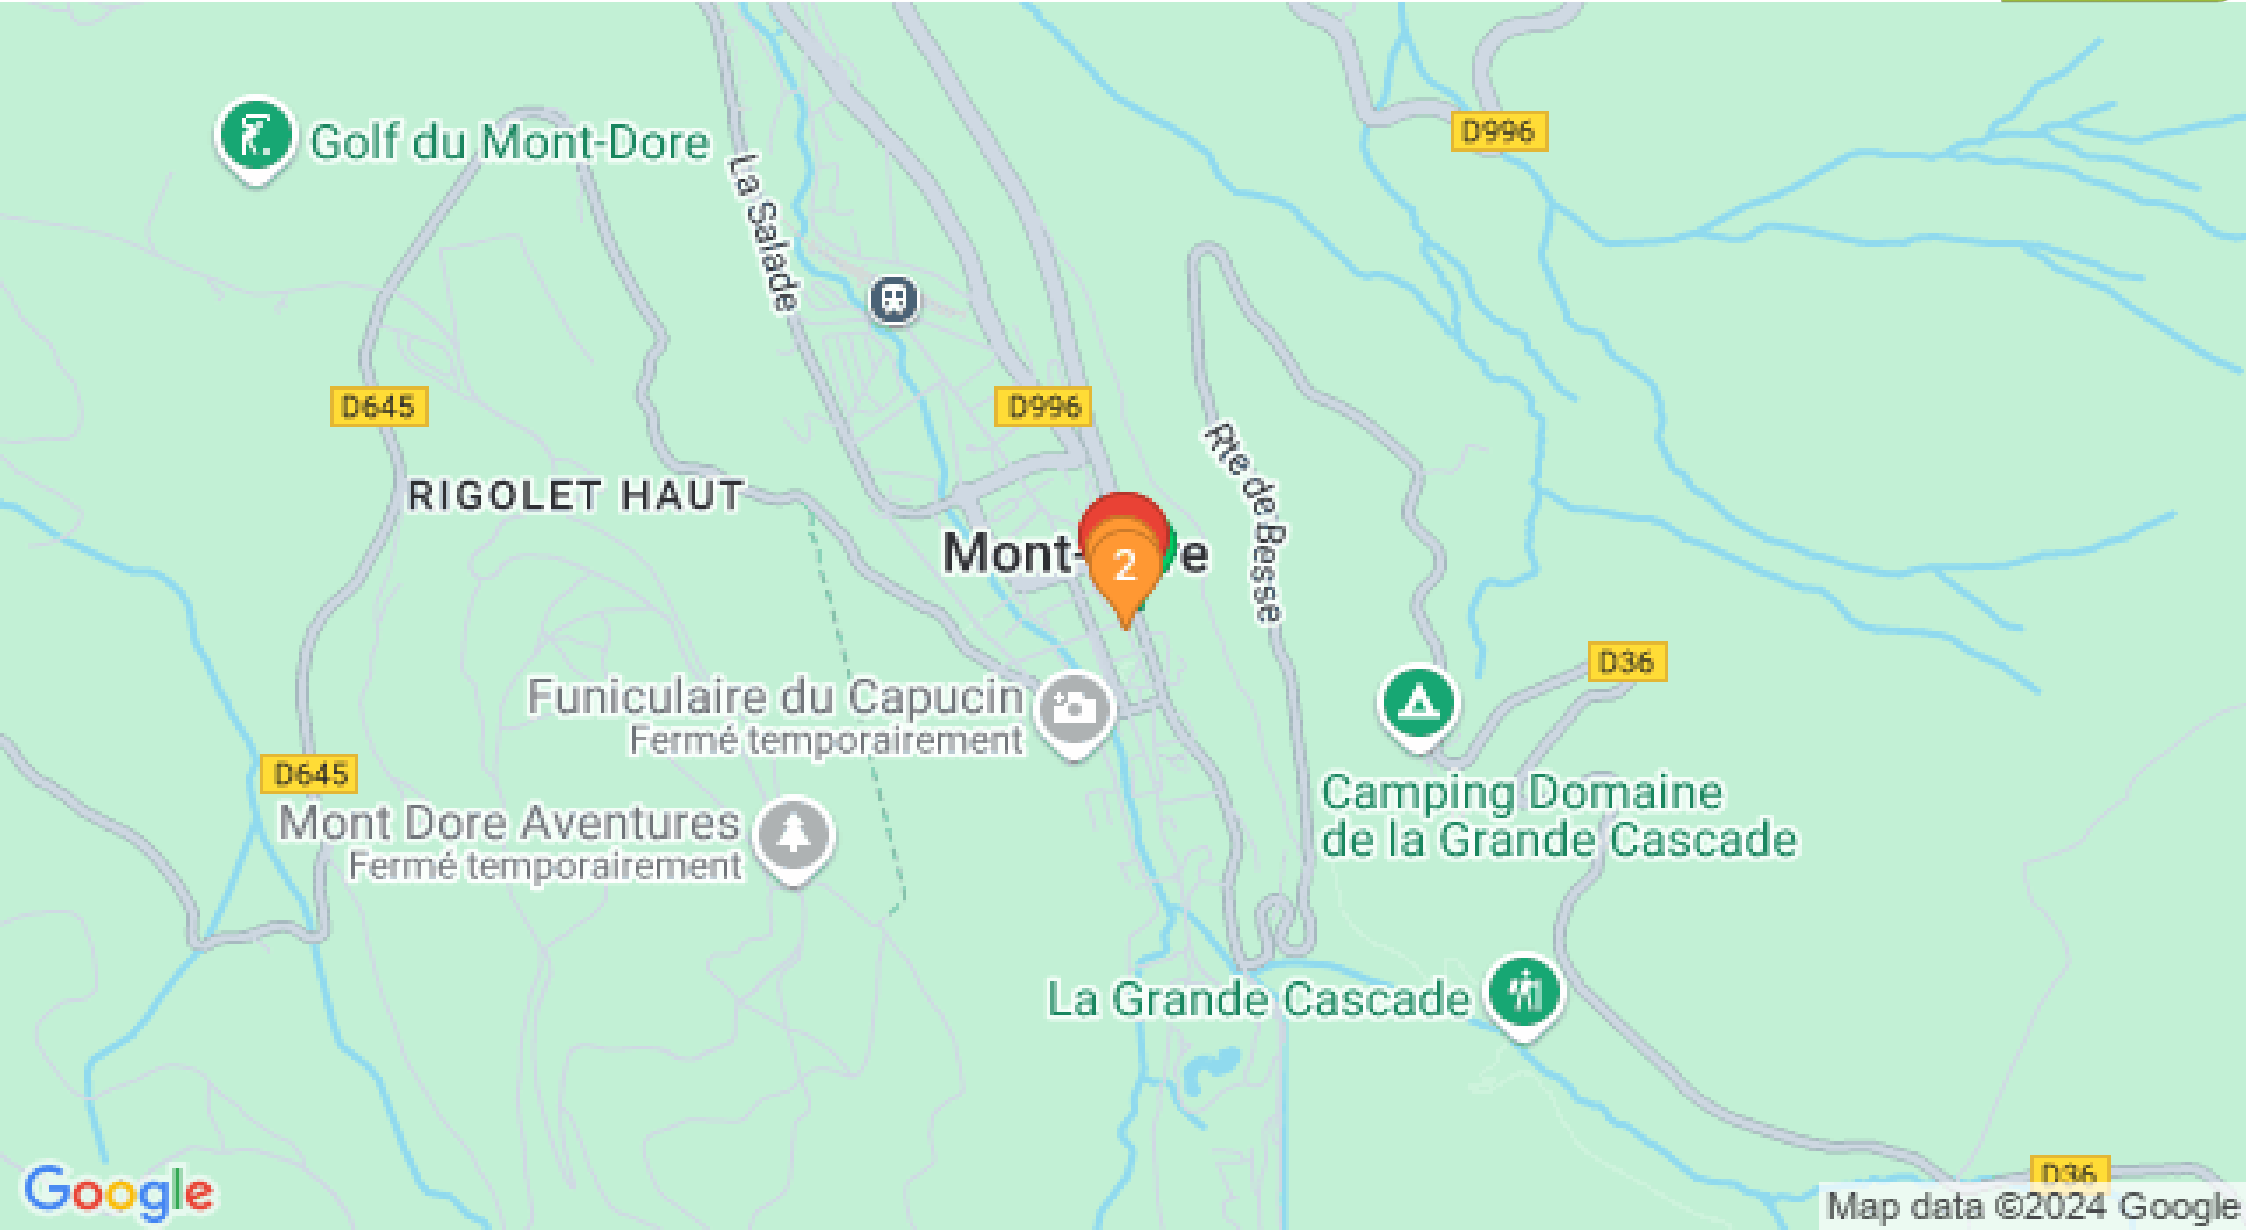 Golf du Mont-Dore
La Salade
D996
D645
D996
RIGOLET HAUT
Rte de Besse
Mont-
e
2
D36
Funiculaire du Capucin
Fermé temporairement
D645
Camping Domaine
de la Grande Cascade
Mont Dore Aventures
Fermé temporairement
La Grande Cascade
D36
Google
Map data ©2024 Google